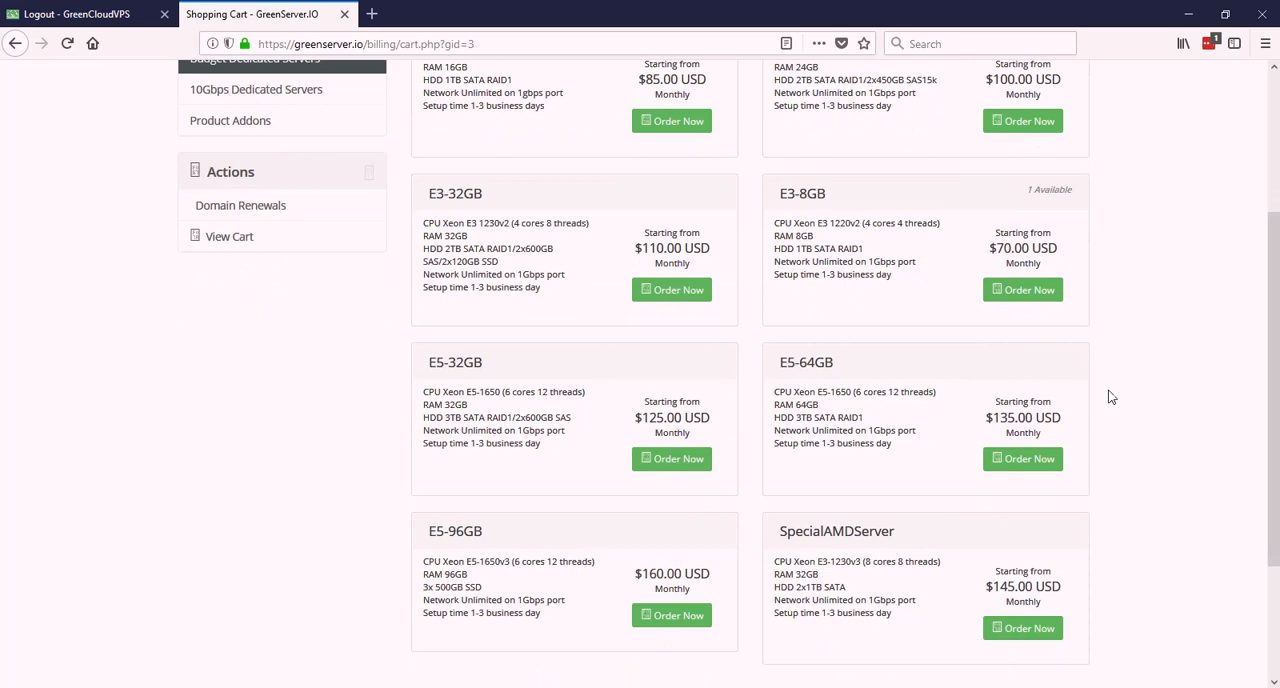 Logout - GreenCloudVPS
Shopping Cart - GreenServer.IO
https://greenserver.io/billing/cart.php?gid=3
Search
1
Budget Dedicated Servers
10Gbps Dedicated Servers
Product Addons
Actions
Domain Renewals
View Cart
RAM 16GB
HDD 1TB SATA RAID1
Network Unlimited on 1gbps port
Setup time 1-3 business days
Starting from
$85.00 USD
Monthly
Order Now
RAM 24GB
HDD 2TB SATA RAID1/2x450GB SAS15k
Network Unlimited on 1Gbps port
Setup time 1-3 business day
Starting from
$100.00 USD
Monthly
Order Now
E3-32GB
CPU Xeon E3 1230v2 (4 cores 8 threads)
RAM 32GB
HDD 2TB SATA RAID1/2x600GB
SAS/2x120GB SSD
Network Unlimited on 1Gbps port
Setup time 1-3 business day
Starting from
$110.00 USD
Monthly
Order Now
E3-8GB
1 Available
CPU Xeon E3 1220v2 (4 cores 4 threads)
RAM 8GB
HDD 1TB SATA RAID1
Network Unlimited on 1Gbps port
Setup time 1-3 business day
Starting from
$70.00 USD
Monthly
Order Now
E5-32GB
CPU Xeon E5-1650 (6 cores 12 threads)
RAM 32GB
HDD 3TB SATA RAID1/2x600GB SAS
Network Unlimited on 1Gbps port
Setup time 1-3 business day
Starting from
$125.00 USD
Monthly
Order Now
E5-64GB
CPU Xeon E5-1650 (6 cores 12 threads)
RAM 64GB
HDD 3TB SATA RAID1
Network Unlimited on 1Gbps port
Setup time 1-3 business day
Starting from
$135.00 USD
Monthly
Order Now
E5-96GB
CPU Xeon E5-1650v3 (6 cores 12 threads)
RAM 96GB
3x 500GB SSD
Network Unlimited on 1Gbps port
Setup time 1-3 business day
$160.00 USD
Monthly
Order Now
SpecialAMDServer
CPU Xeon E3-1230v3 (8 cores 8 threads)
RAM 32GB
HDD 2x1TB SATA
Network Unlimited on 1Gbps port
Setup time 1-3 business day
Starting from
$145.00 USD
Monthly
Order Now